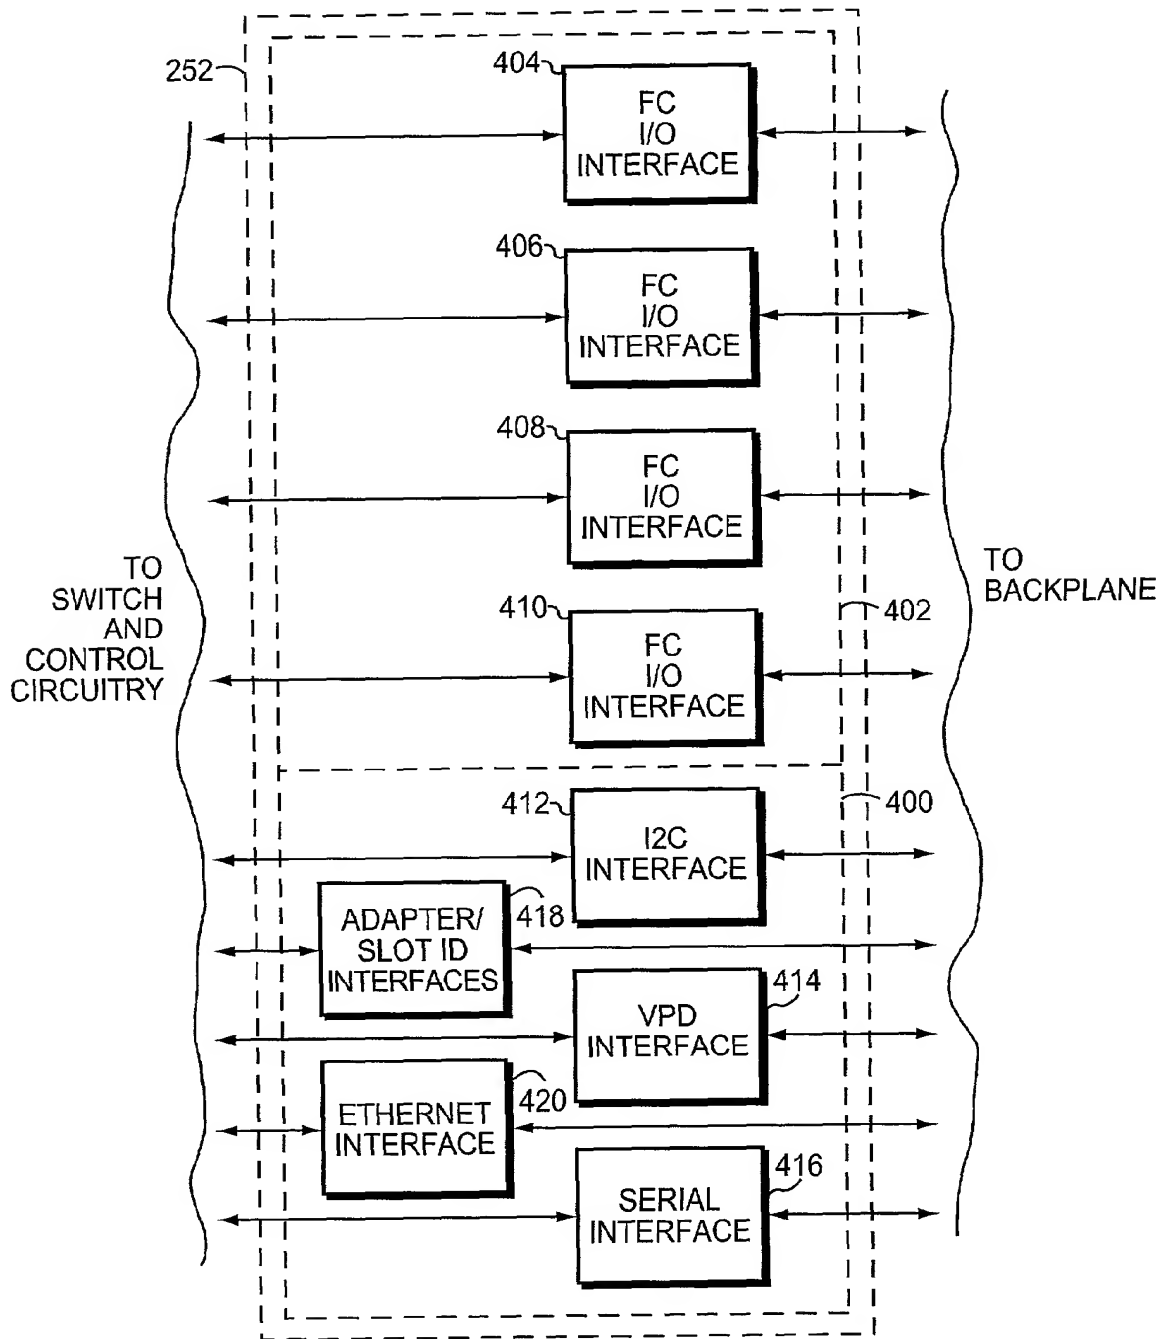 252
404
FC
I/O
INTERFACE
406
FC
I/O
INTERFACE
408
FC
I/O
INTERFACE
TO
SWITCH
AND
CONTROL
CIRCUITRY
TO
BACKPLANE
410
FC
I/O
INTERFACE
402
400
412
I2C
INTERFACE
418
ADAPTER/
SLOT ID
INTERFACES
414
VPD
INTERFACE
420
ETHERNET
INTERFACE
416
SERIAL
INTERFACE